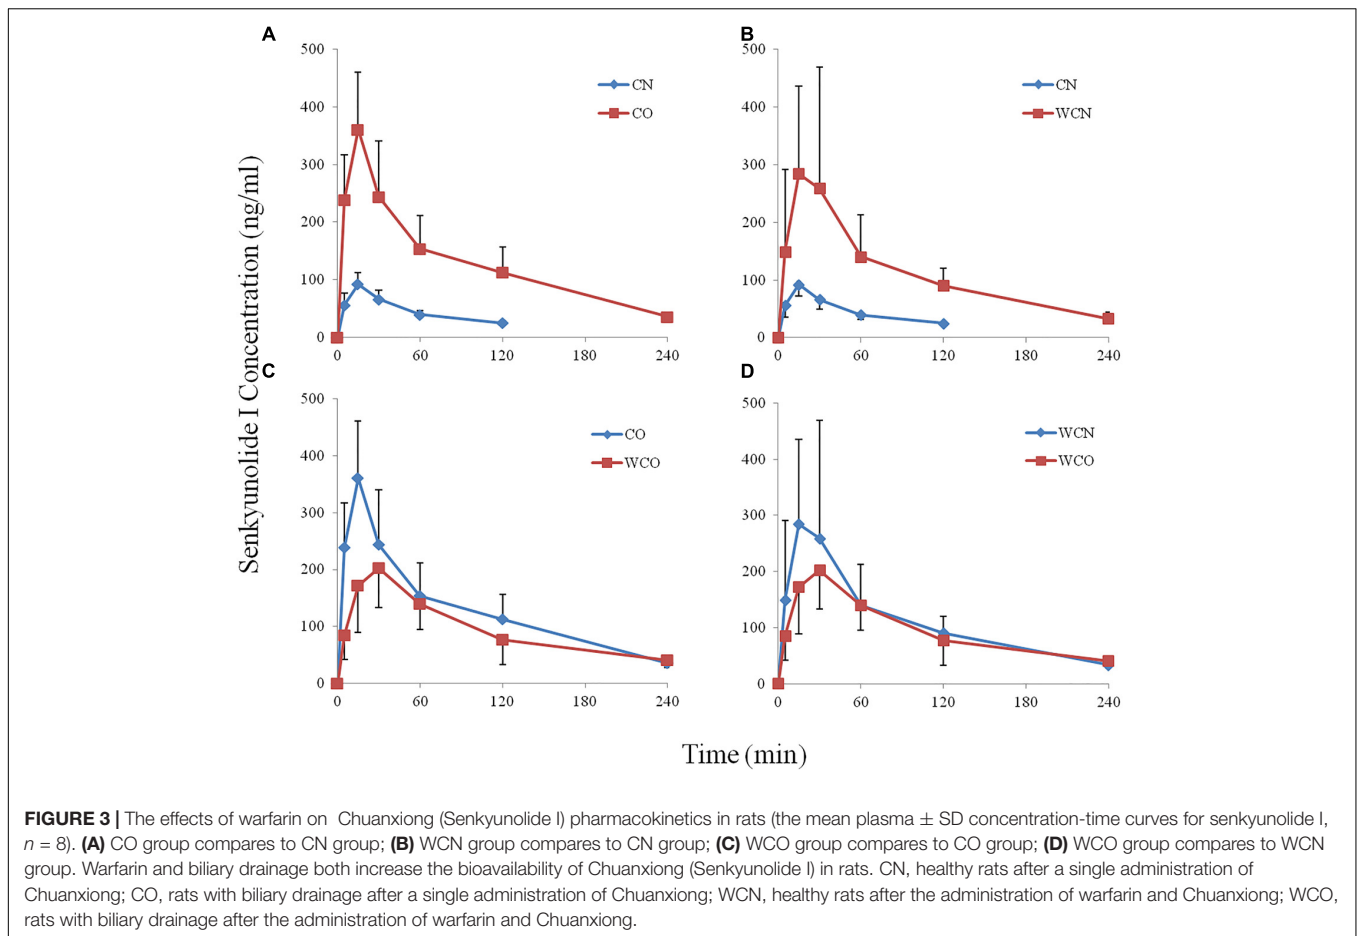 A
B
500
400
300
200
100
0
0
60
120
180
240
CN
CO
500
400
300
200
100
0
0
60
120
180
240
CN
WCN
Senkyunolide I Concentration (ng/ml)
C
D
500
400
300
200
100
0
0
60
120
180
240
CO
WCO
500
400
300
200
100
0
0
60
120
180
240
WCN
WCO
Time (min)
FIGURE 3 | The effects of warfarin on Chuanxiong (Senkyunolide I) pharmacokinetics in rats (the mean plasma ± SD concentration-time curves for senkyunolide I,
n = 8). (A) CO group compares to CN group; (B) WCN group compares to CN group; (C) WCO group compares to CO group; (D) WCO group compares to WCN
group. Warfarin and biliary drainage both increase the bioavailability of Chuanxiong (Senkyunolide I) in rats. CN, healthy rats after a single administration of
Chuanxiong; CO, rats with biliary drainage after a single administration of Chuanxiong; WCN, healthy rats after the administration of warfarin and Chuanxiong; WCO,
rats with biliary drainage after the administration of warfarin and Chuanxiong.